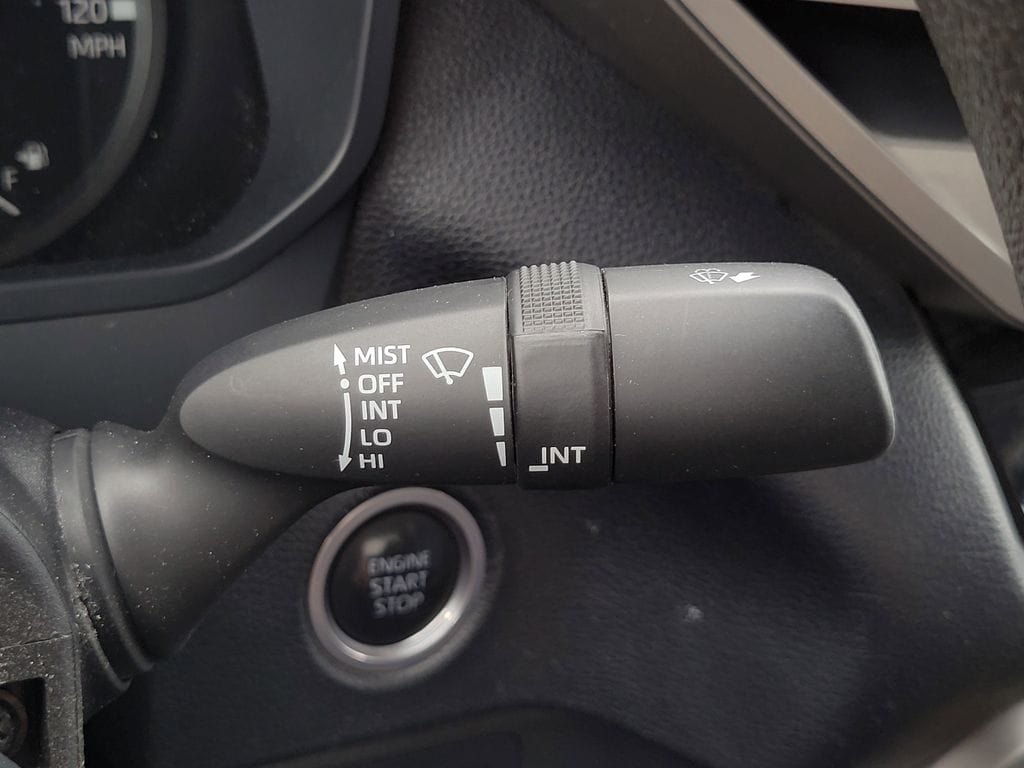 120
MPH
F
MIST
OFF
INT
LO
HI
INT
ENGINE
START
STOP